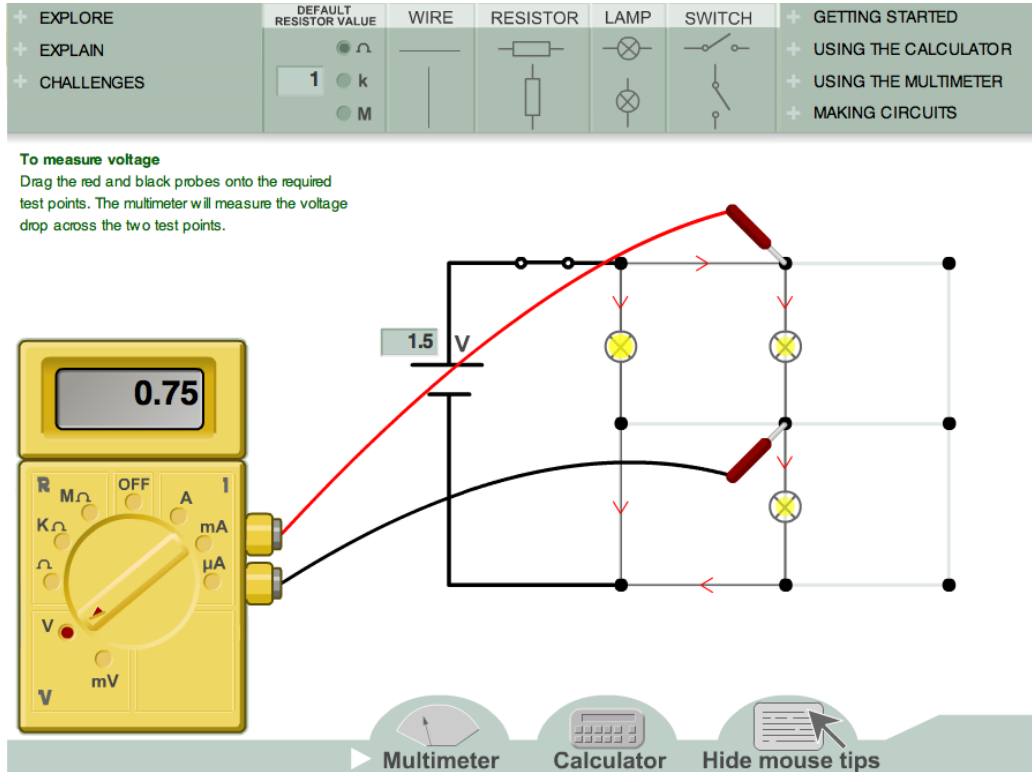 EXPLORE
EXPLAIN
CHALLENGES
DEFAULT
RESISTOR VALUE
Ω
1 k
M
WIRE
RESISTOR
LAMP
SWITCH
GETTING STARTED
USING THE CALCULATOR
USING THE MULTIMETER
MAKING CIRCUITS
To measure voltage
Drag the red and black probes onto the required
test points. The multimeter will measure the voltage
drop across the two test points.
1.5 V
0.75
R MΩ OFF A I
KΩ mA
Ω µA
V
mV
V
Multimeter
Calculator
Hide mouse tips